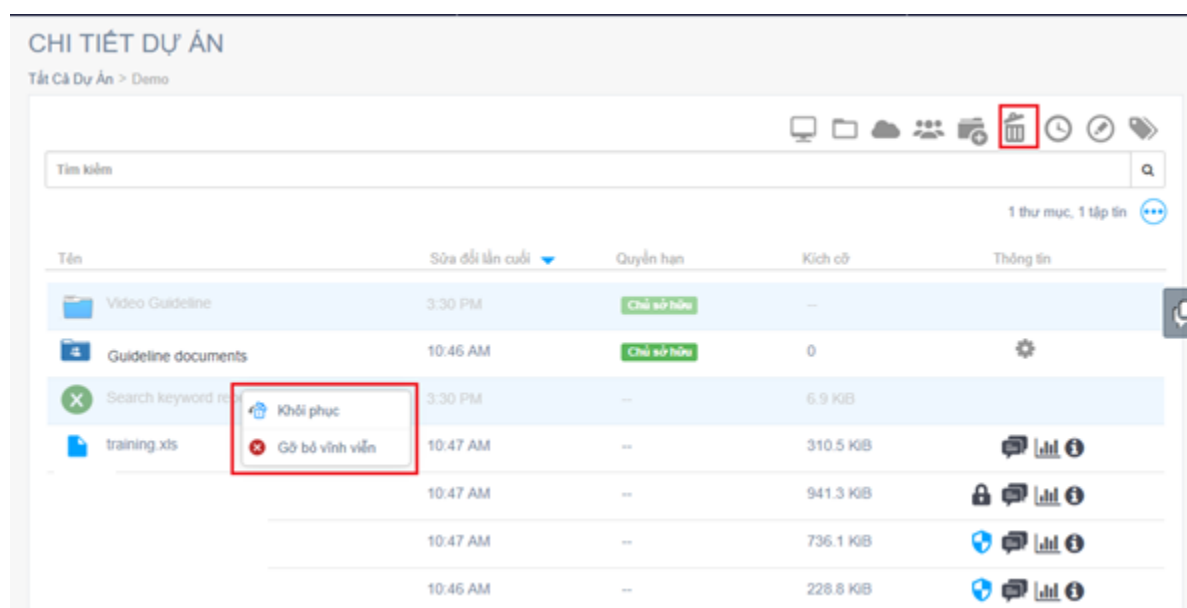 CHI TIẾT DỰ ÁN
Tất Cả Dự Án > Demo
Tìm kiếm
1 thư mục, 1 tập tin
Tên Sửa đổi lần cuối Quyền hạn Kích cỡ Thông tin
Video Guideline 3:30 PM Chủ sở hữu --
Guideline documents 10:46 AM Chủ sở hữu 0
Search keyword 3:30 PM -- 6.9 KiB
Khôi phục
training.xls 10:47 AM -- 310.5 KiB
Gỡ bỏ vĩnh viễn
10:47 AM -- 941.3 KiB
10:47 AM -- 736.1 KiB
10:46 AM -- 228.8 KiB